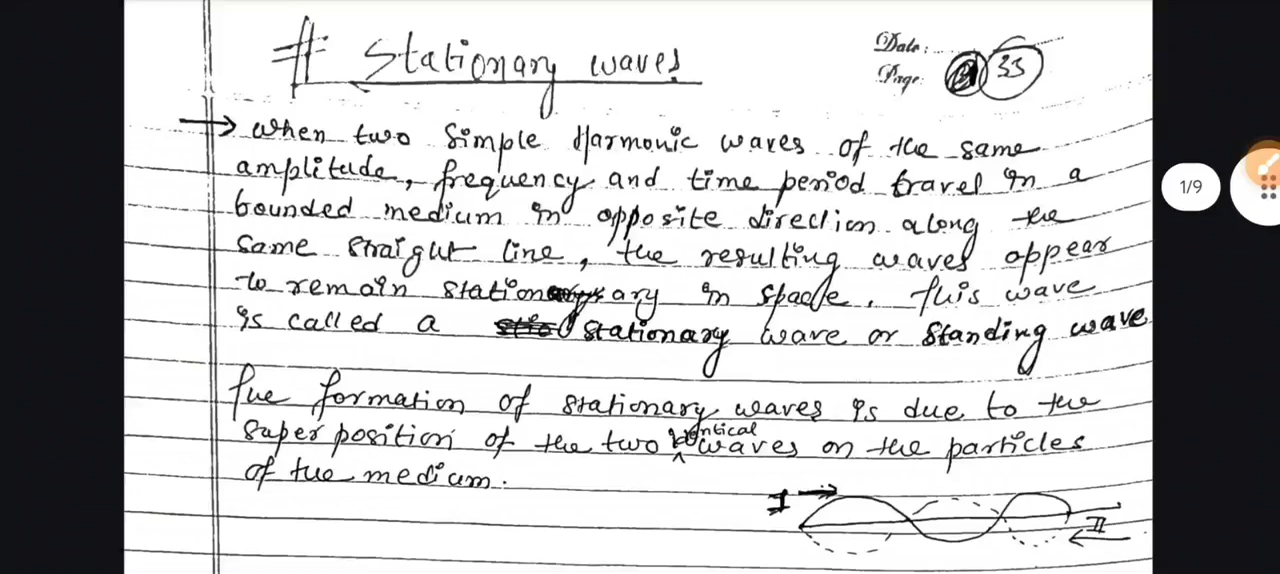 # Stationary waves
Date:
Page: 33
→ When two Simple Harmonic waves of the same
amplitude, frequency and time period travel in a
bounded medium in opposite direction along the
same straight line, the resulting waves appear
to remain stationary in space. This wave
is called a stationary wave or standing wave
The formation of stationary waves is due to the
superposition of the two identical waves on the particles
of the medium.
I
II
1/9